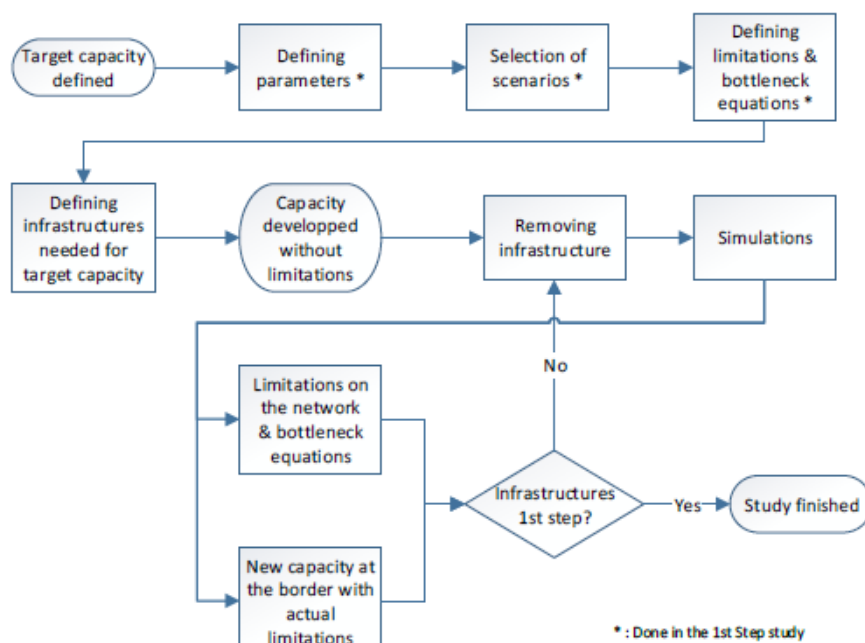 Target capacity
defined
Defining
parameters *
Selection of
scenarios *
Defining
limitations &
bottleneck
equations *
Defining
infrastructures
needed for
target capacity
Capacity
developped
without
limitations
Removing
infrastructure
Simulations
Limitations on
the network
& bottleneck
equations
No
Infrastructures
1st step?
Yes
Study finished
New capacity at
the border with
actual
limitations
* : Done in the 1st Step study